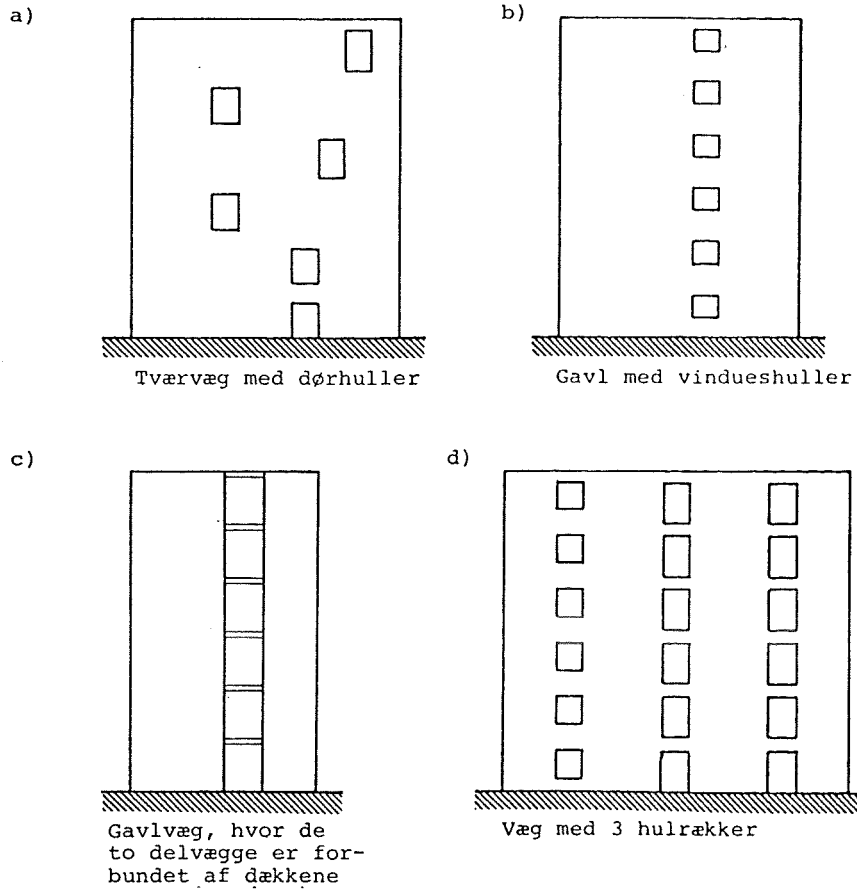 a)
b)
Tværvæg med dørhuller
Gavl med vindueshuller
c)
d)
Gavlvæg, hvor de
to delvægge er for-
bundet af dækkene
Væg med 3 hulrækker